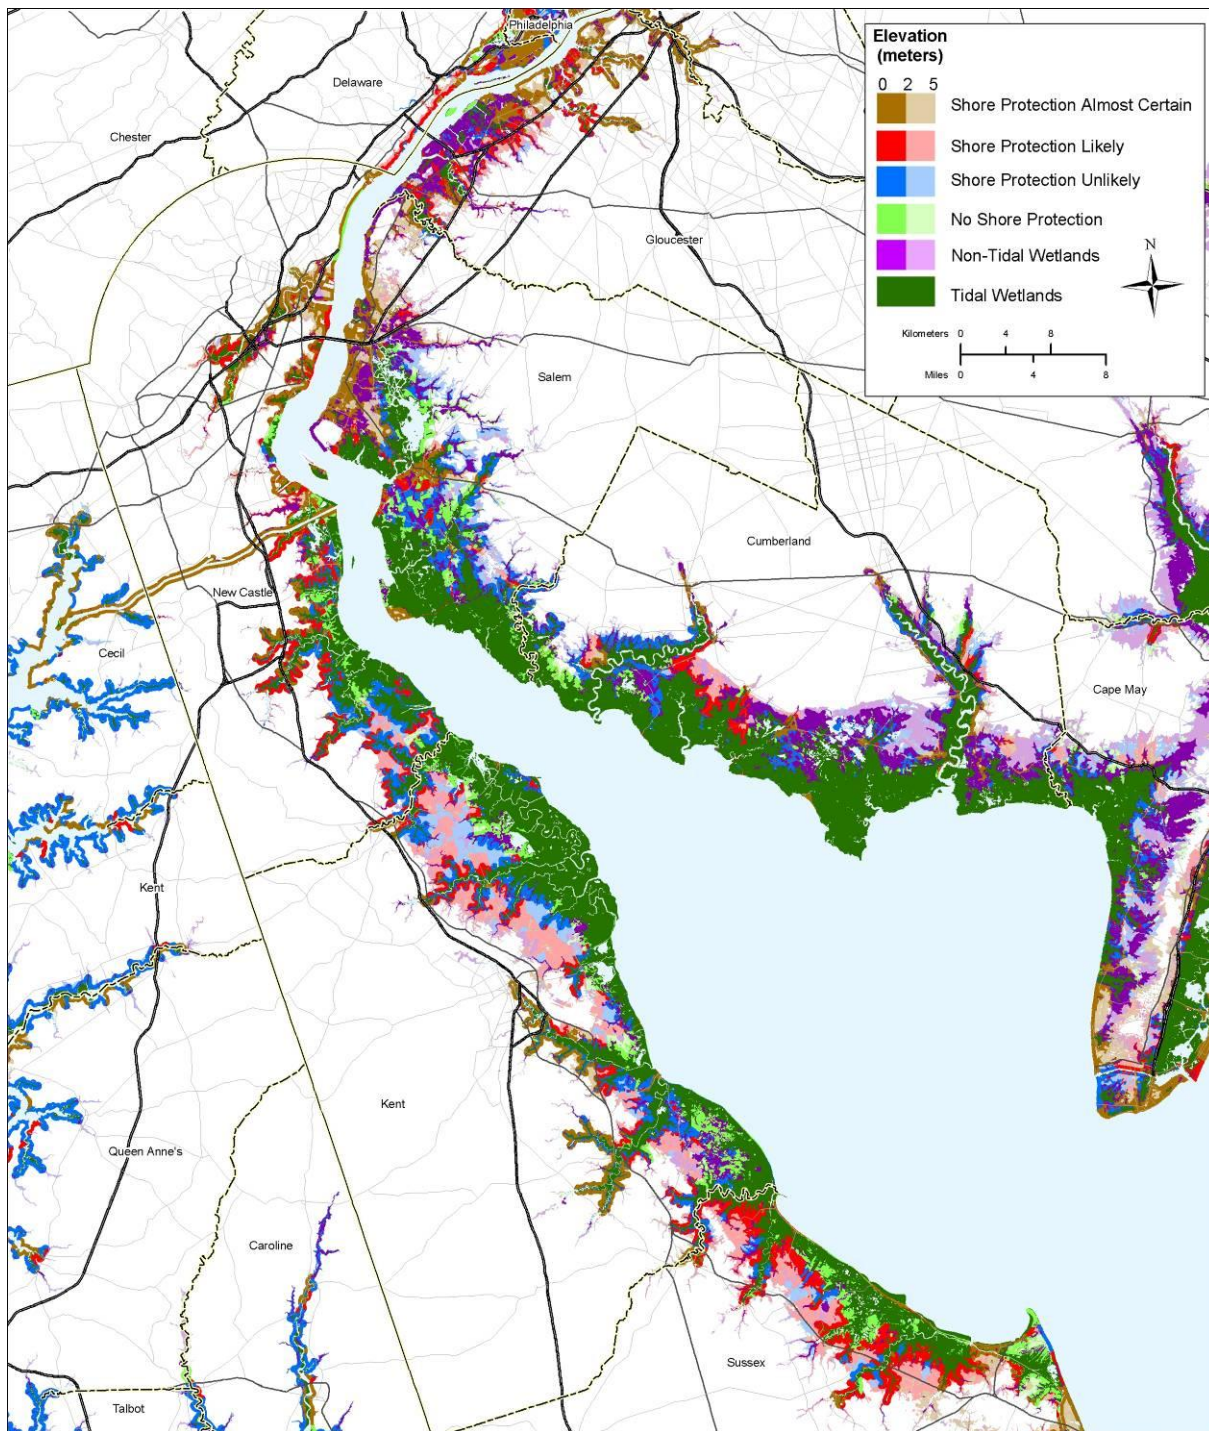 Philadelphia
Delaware
Chester
Gloucester
Salem
Cumberland
New Castle
Cecil
Cape May
Kent
Kent
Queen Anne's
Caroline
Sussex
Talbot
Elevation
(meters)
0 2 5
Shore Protection Almost Certain
Shore Protection Likely
Shore Protection Unlikely
No Shore Protection
Non-Tidal Wetlands
Tidal Wetlands
N
Kilometers 0 4 8
Miles 0 4 8